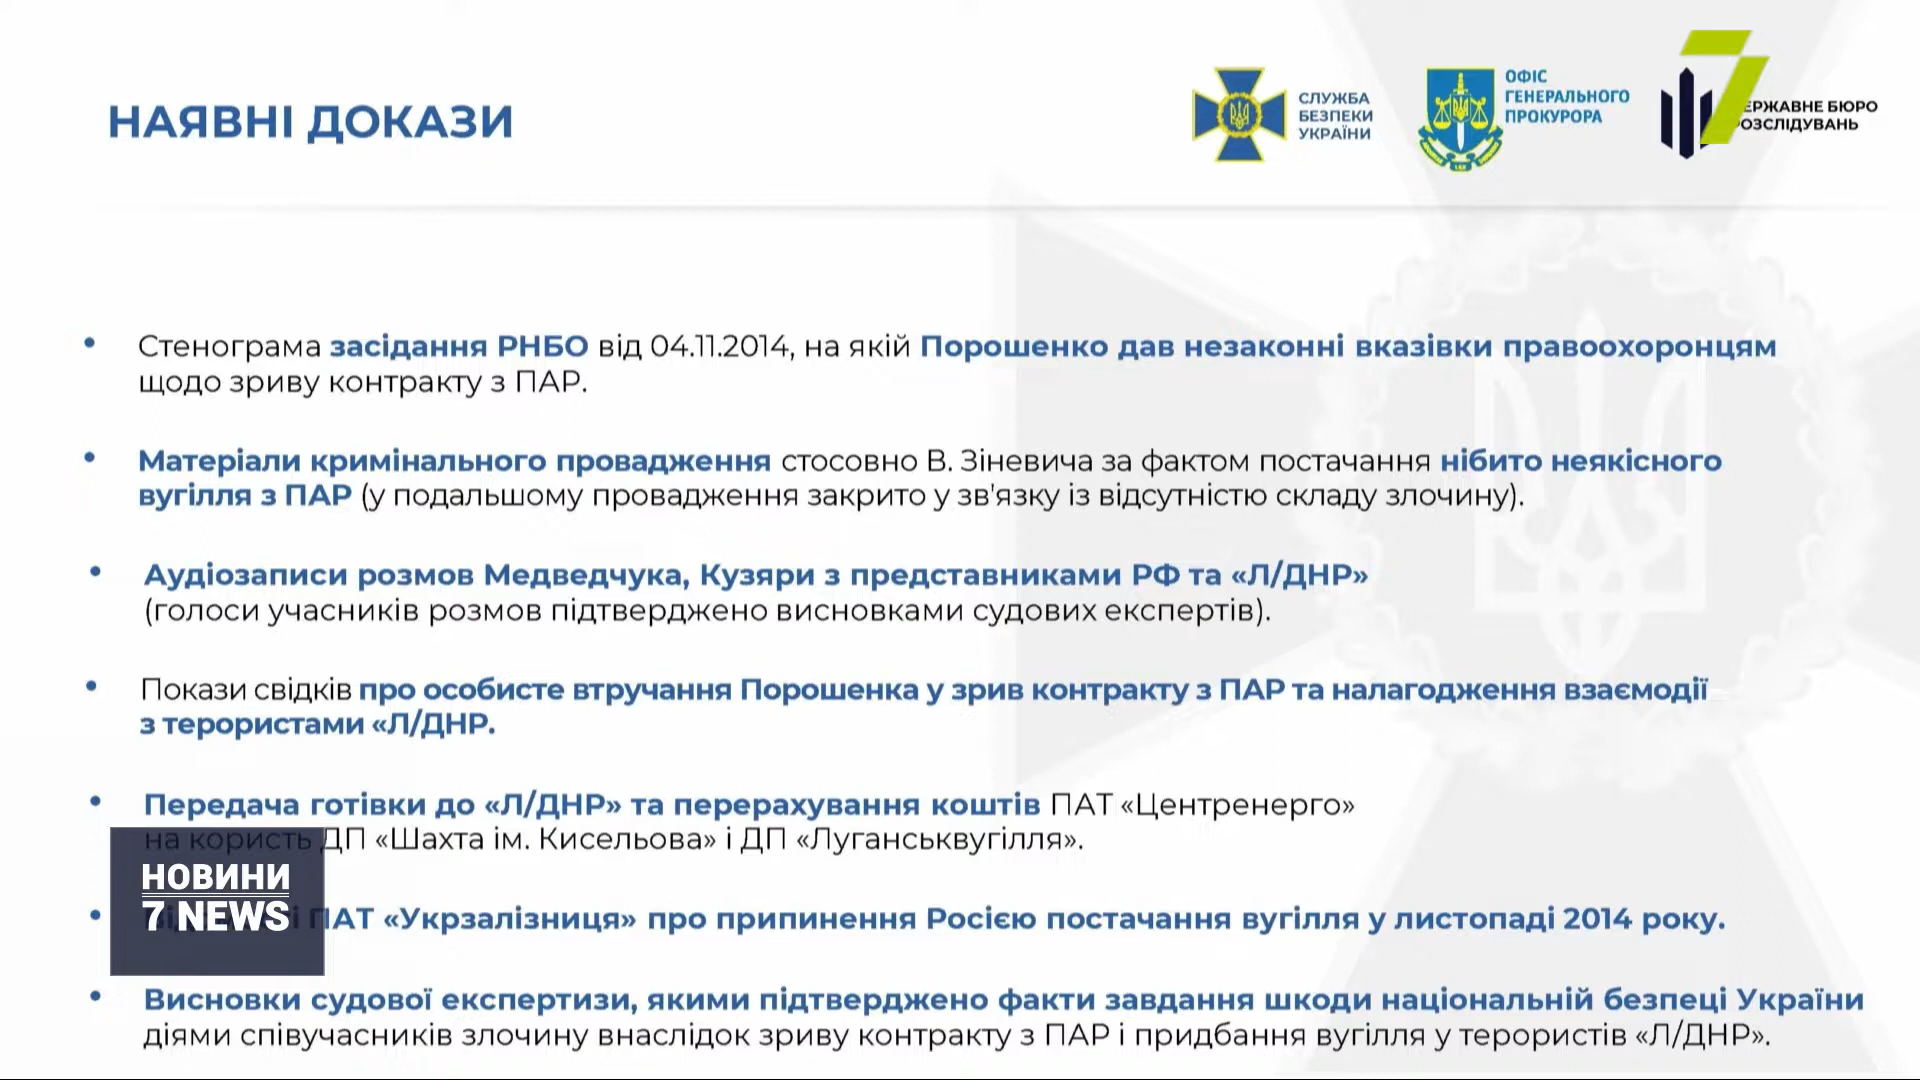 НАЯВНІ ДОКАЗИ
СЛУЖБА
БЕЗПЕКИ
УКРАЇНИ
ОФІС
ГЕНЕРАЛЬНОГО
ПРОКУРОРА
7
ЕРЖАВНЕ БЮРО
ОЗСЛІДУВАНЬ
• Стенограма засідання РНБО від 04.11.2014, на якій Порошенко дав незаконні вказівки правоохоронцям
щодо зриву контракту з ПАР.
• Матеріали кримінального провадження стосовно В. Зіневича за фактом постачання нібито неякісного
вугілля з ПАР (у подальшому провадження закрито у зв'язку із відсутністю складу злочину).
• Аудіозаписи розмов Медведчука, Кузяри з представниками РФ та «Л/ДНР»
(голоси учасників розмов підтверджено висновками судових експертів).
• Покази свідків про особисте втручання Порошенка у зрив контракту з ПАР та налагодження взаємодії
з терористами «Л/ДНР.
• Передача готівки до «Л/ДНР» та перерахування коштів ПАТ «Центренерго»
на користь ДП «Шахта ім. Кисельова» і ДП «Луганськвугілля».
• ПАТ «Укрзалізниця» про припинення Росією постачання вугілля у листопаді 2014 року.
• Висновки судової експертизи, якими підтверджено факти завдання шкоди національній безпеці України
діями співучасників злочину внаслідок зриву контракту з ПАР і придбання вугілля у терористів «Л/ДНР».
НОВИНИ
7 NEWS